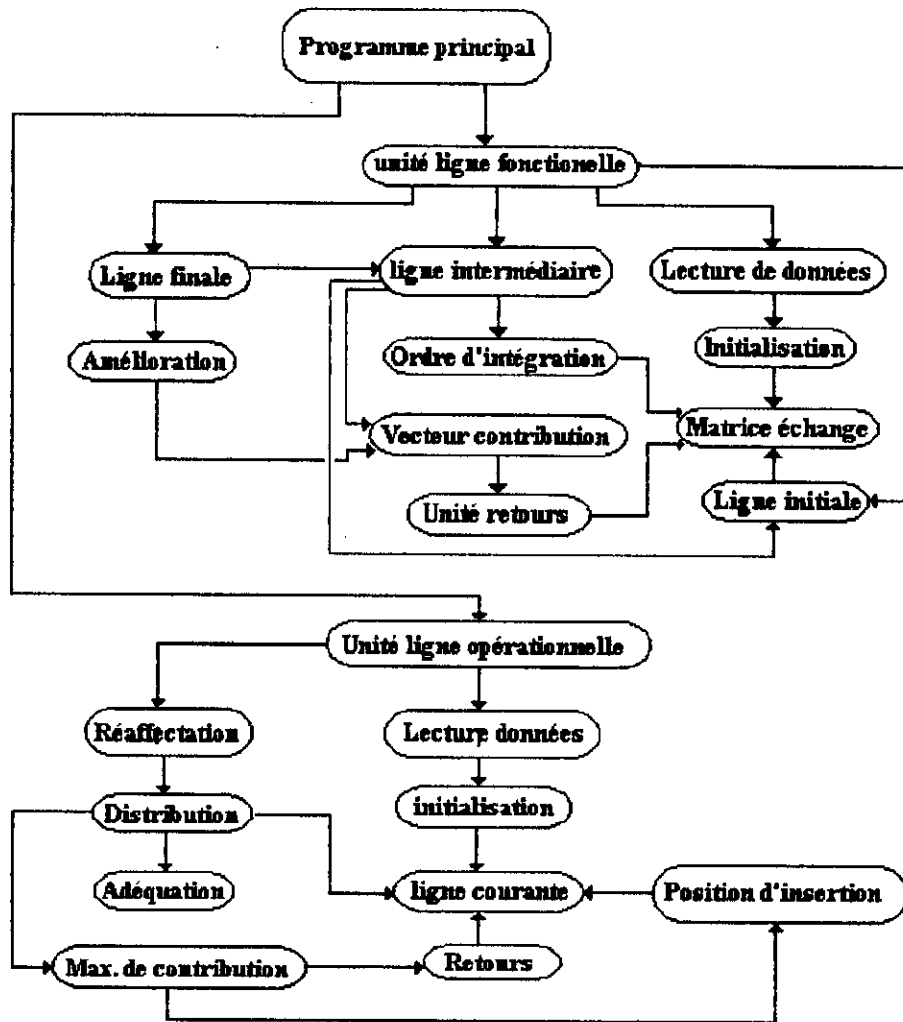 Programme principal
unité ligne fonctionelle
Ligne finale
ligne intermédiaire
Lecture de données
Amélioration
Ordre d'intégration
Initialisation
Vecteur contribution
Matrice échange
Unité retours
Ligne initiale
Unité ligne opérationnelle
Réaffectation
Lecture données
Distribution
initialisation
Adéquation
ligne courante
Position d'insertion
Max. de contribution
Retours